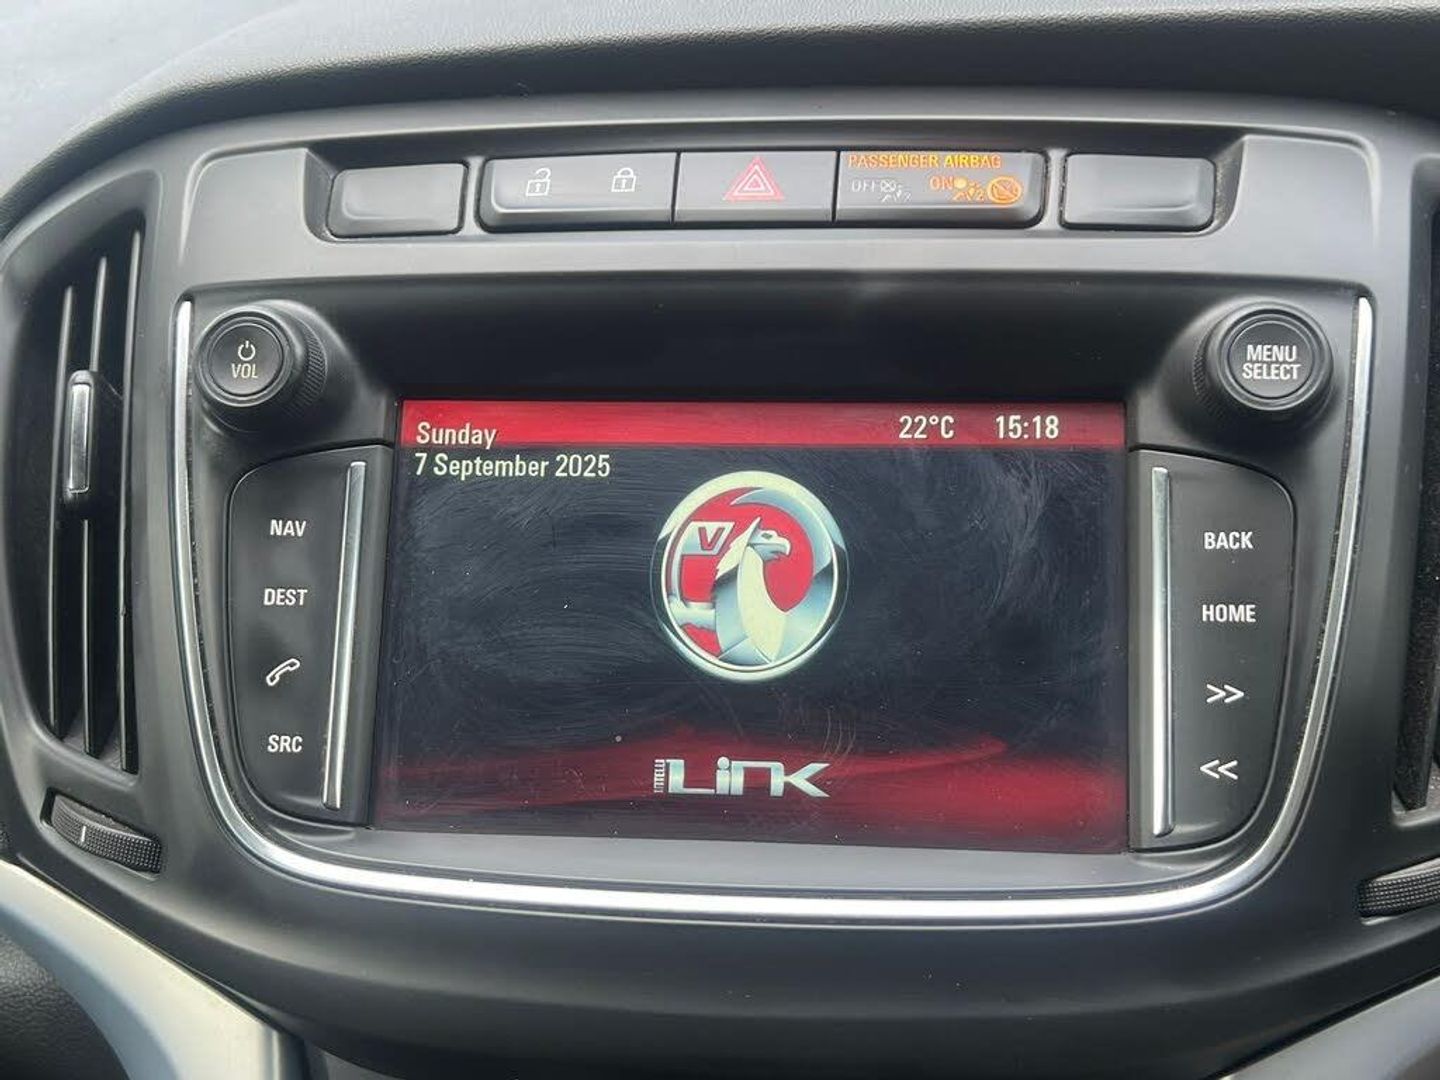 PASSENGER AIRBAG
OFF ON
VOL
MENU
SELECT
Sunday
22°C 15:18
7 September 2025
V
NAV
DEST
SRC
BACK
HOME
>>
<<
INTELLI
LiNK